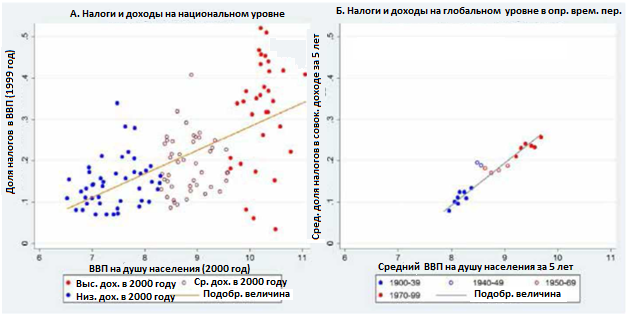 А. Налоги и доходы на национальном уровне
Б. Налоги и доходы на глобальном уровне в опр. врем. пер.
Доля налогов в ВВП (1999 год)
.5
.4
.3
.2
.1
0
6 7 8 9 10 11
ВВП на душу населения (2000 год)
Выс. дох. в 2000 году
Ср. дох. в 2000 году
Низ. дох. в 2000 году
Подобр. величина
Сред. доля налогов в совок. доходе за 5 лет
.5
.4
.3
.2
.1
0
6 7 8 9 10 11
Средний ВВП на душу населения за 5 лет
1900-39
1940-49
1950-69
1970-99
Подобр. величина